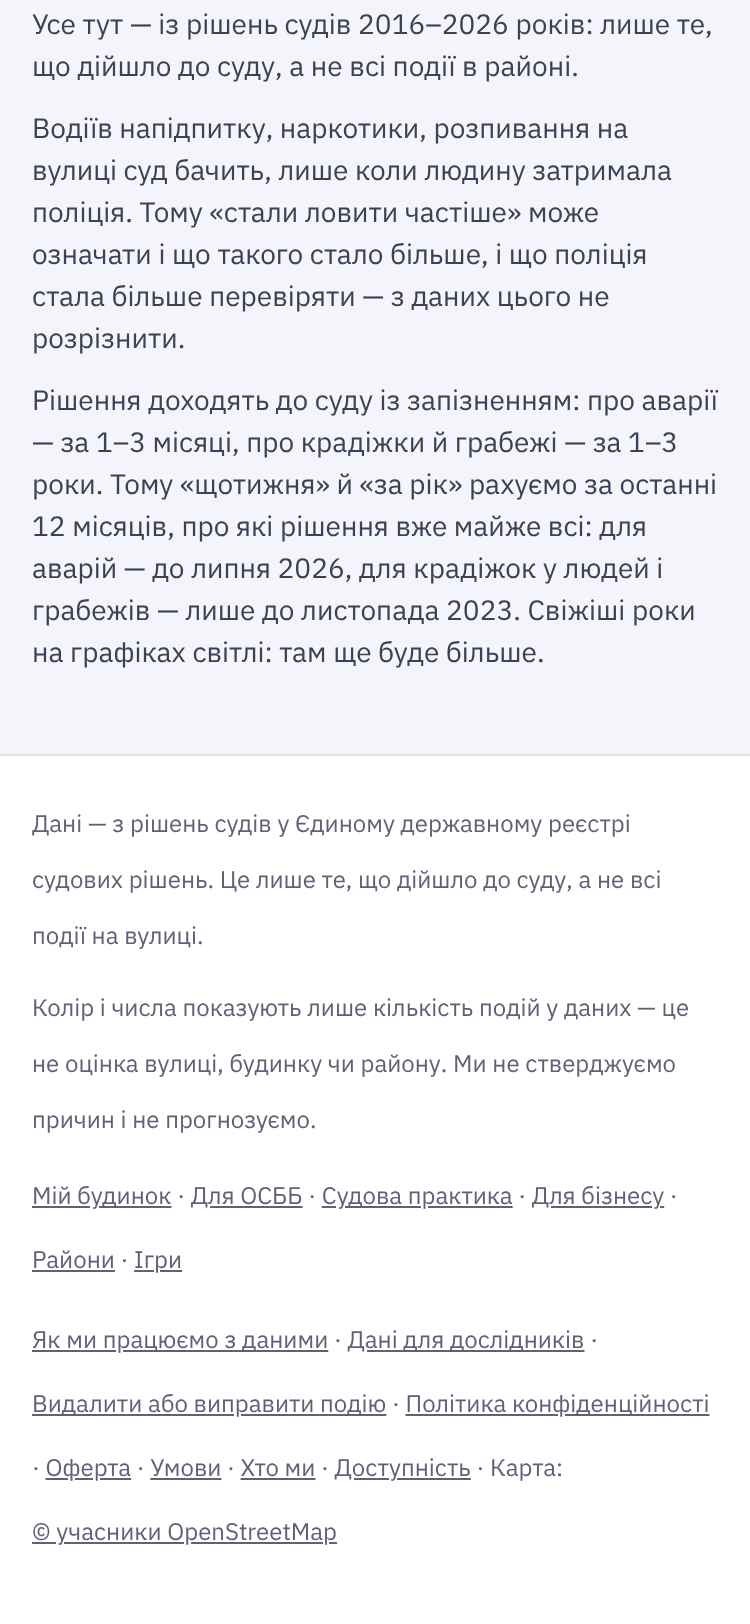 Усе тут — із рішень судів 2016–2026 років: лише те,
що дійшло до суду, а не всі події в районі.
Водіїв напідпитку, наркотики, розпивання на
вулиці суд бачить, лише коли людину затримала
поліція. Тому «стали ловити частіше» може
означати і що такого стало більше, і що поліція
стала більше перевіряти — з даних цього не
розрізнити.
Рішення доходять до суду із запізненням: про аварії
— за 1–3 місяці, про крадіжки й грабежі — за 1–3
роки. Тому «щотижня» й «за рік» рахуємо за останні
12 місяців, про які рішення вже майже всі: для
аварій — до липня 2026, для крадіжок у людей і
грабежів — лише до листопада 2023. Свіжіші роки
на графіках світлі: там ще буде більше.
Дані — з рішень судів у Єдиному державному реєстрі
судових рішень. Це лише те, що дійшло до суду, а не всі
події на вулиці.
Колір і числа показують лише кількість подій у даних — це
не оцінка вулиці, будинку чи району. Ми не стверджуємо
причин і не прогнозуємо.
Мій будинок · Для ОСББ · Судова практика · Для бізнесу ·
Райони · Ігри
Як ми працюємо з даними · Дані для дослідників ·
Видалити або виправити подію · Політика конфіденційності
· Оферта · Умови · Хто ми · Доступність · Карта:
© учасники OpenStreetMap